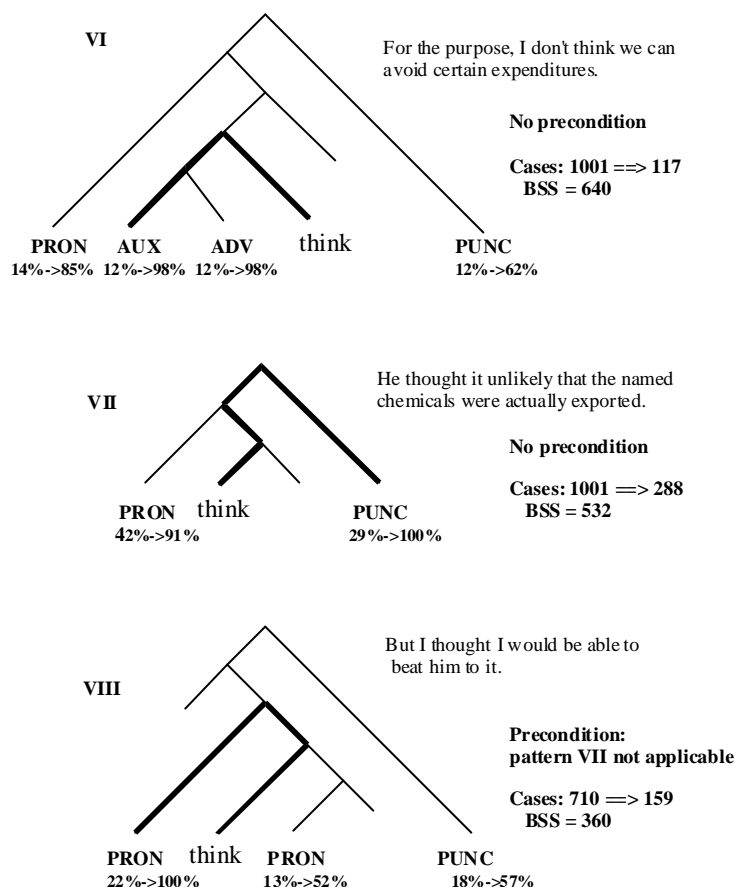 VI
For the purpose, I don't think we can
avoid certain expenditures.
No precondition
Cases: 1001 ==> 117
BSS = 640
PRON AUX ADV think PUNC
14%->85% 12%->98% 12%->98% 12%->62%
VII
He thought it unlikely that the named
chemicals were actually exported.
No precondition
Cases: 1001 ==> 288
BSS = 532
PRON think PUNC
42%->91% 29%->100%
VIII
But I thought I would be able to
beat him to it.
Precondition:
pattern VII not applicable
Cases: 710 ==> 159
BSS = 360
PRON think PRON PUNC
22%->100% 13%->52% 18%->57%